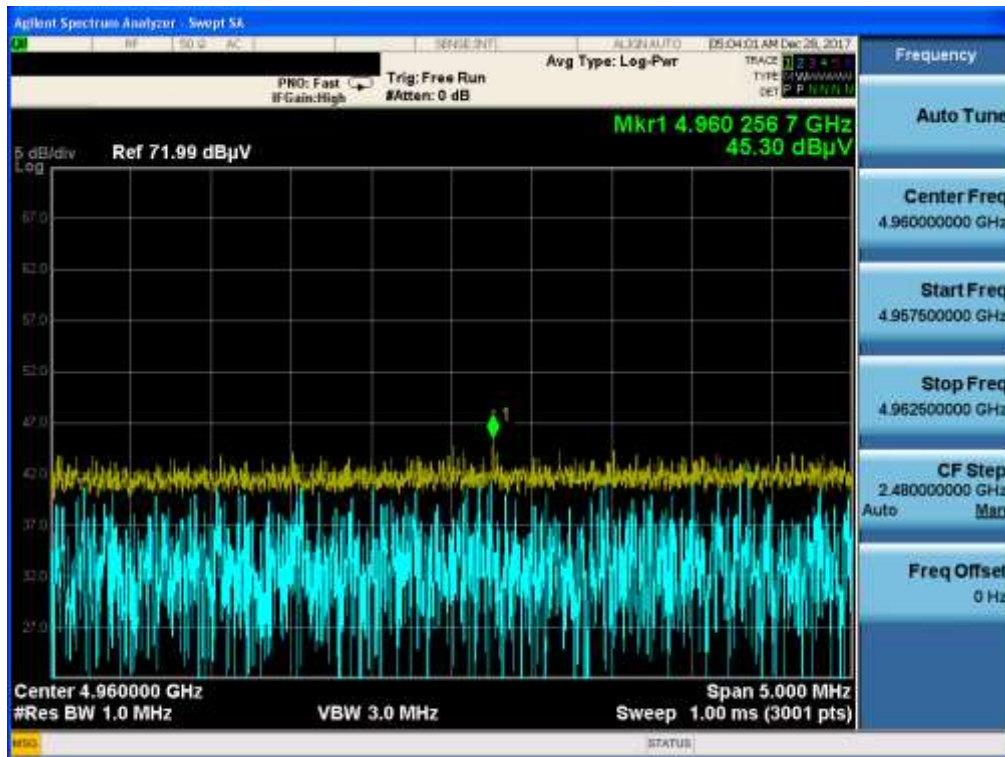 Agilent Spectrum Analyzer - Swept SA
RF 50 Ω AC SENSE:INT ALIGN AUTO 05:04:01 AM Dec 28, 2017
Avg Type: Log-Pwr TRACE 1 2 3 4 5 6
PNO: Fast Trig: Free Run TYPE M WWWWW
IFGain:High #Atten: 0 dB DET P P N N N N
Mkr1 4.960 256 7 GHz
5 dB/div Ref 71.99 dBµV 45.30 dBµV
Log
67.0
62.0
57.0
52.0
47.0
1
42.0
37.0
32.0
27.0
Center 4.960000 GHz Span 5.000 MHz
#Res BW 1.0 MHz VBW 3.0 MHz Sweep 1.00 ms (3001 pts)
MSG STATUS
Frequency
Auto Tune
Center Freq
4.960000000 GHz
Start Freq
4.957500000 GHz
Stop Freq
4.962500000 GHz
CF Step
2.480000000 GHz
Auto Man
Freq Offset
0 Hz